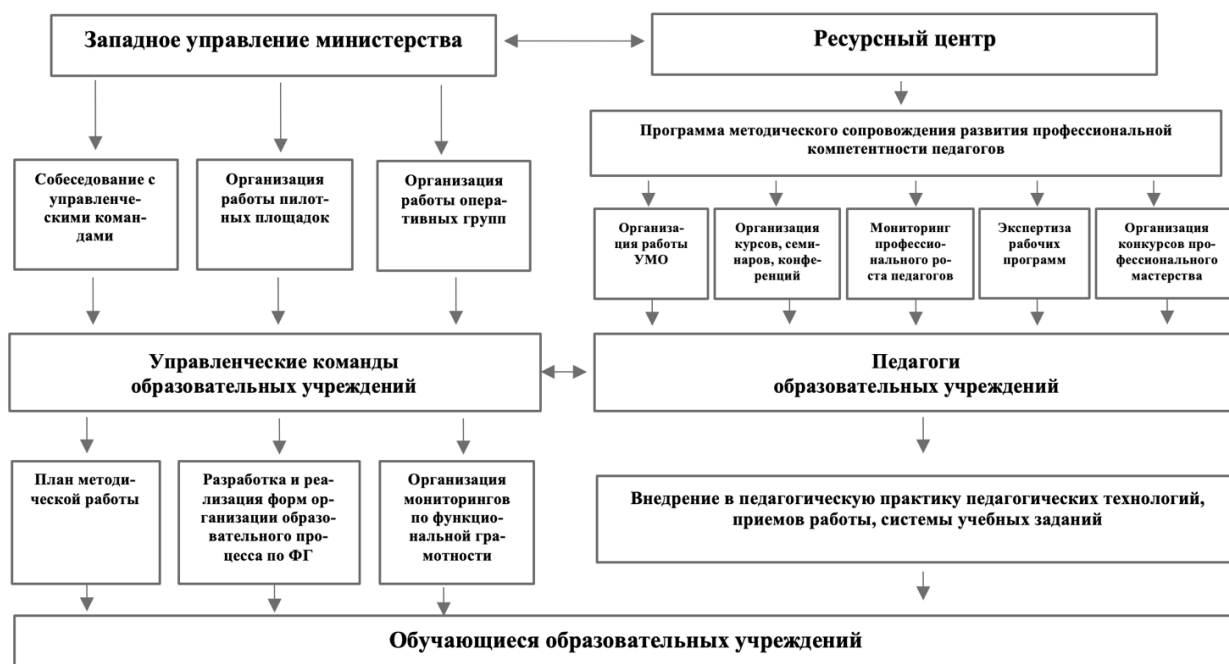 Западное управление министерства
Ресурсный центр
Программа методического сопровождения развития профессиональной
компетентности педагогов
Собеседование с
управленче-
скими коман-
дами
Организация
работы пилот-
ных площадок
Организация
работы опера-
тивных групп
Организа-
ция работы
УМО
Организация
курсов, семи-
наров, конфе-
ренций
Мониторинг
профессио-
нального ро-
ста педагогов
Экспертиза
рабочих
программ
Организация
конкурсов про-
фессионального
мастерства
Управленческие команды
образовательных учреждений
Педагоги
образовательных учреждений
План методи-
ческой работы
Разработка и ре-
ализация форм ор-
ганизации образо-
вательного про-
цесса по ФГ
Организация
мониторингов
по функцио-
нальной гра-
мотности
Внедрение в педагогическую практику педагогических технологий,
приемов работы, системы учебных заданий
Обучающиеся образовательных учреждений